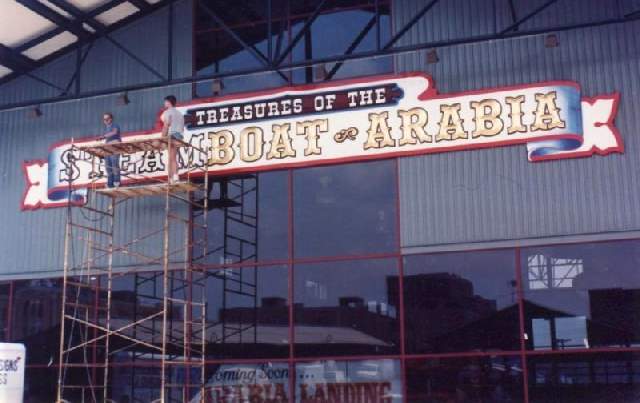 TREASURES OF THE
STEAMBOAT ARABIA
Coming Soon ...
ARABIA LANDING